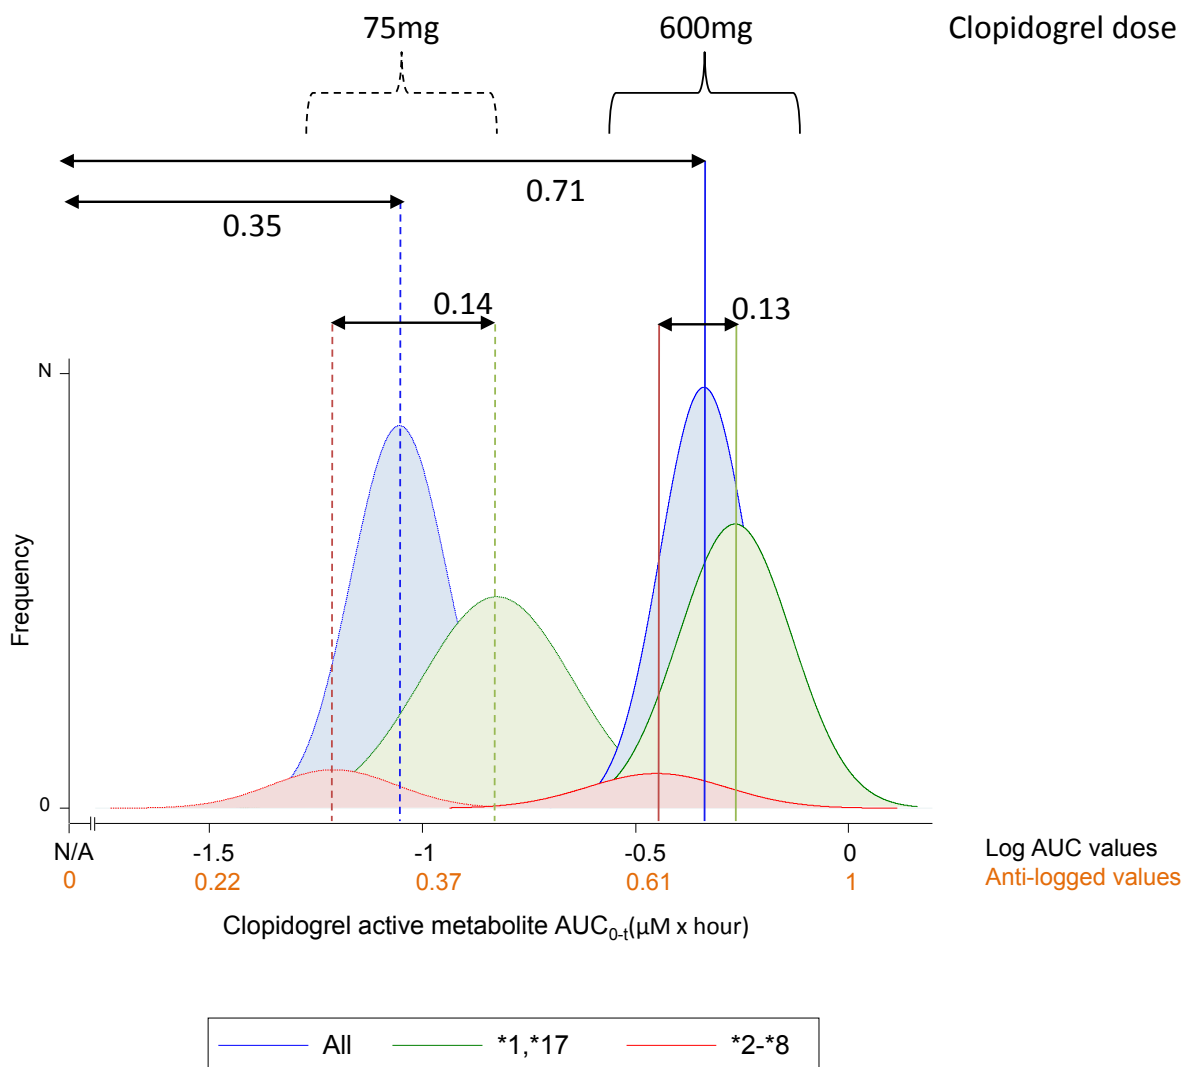 75mg 600mg Clopidogrel dose
0.71
0.35
0.14 0.13
N
Frequency
0
N/A -1.5 -1 -0.5 0 Log AUC values
0 0.22 0.37 0.61 1 Anti-logged values
Clopidogrel active metabolite AUC0-t(µM x hour)
All *1,*17 *2-*8